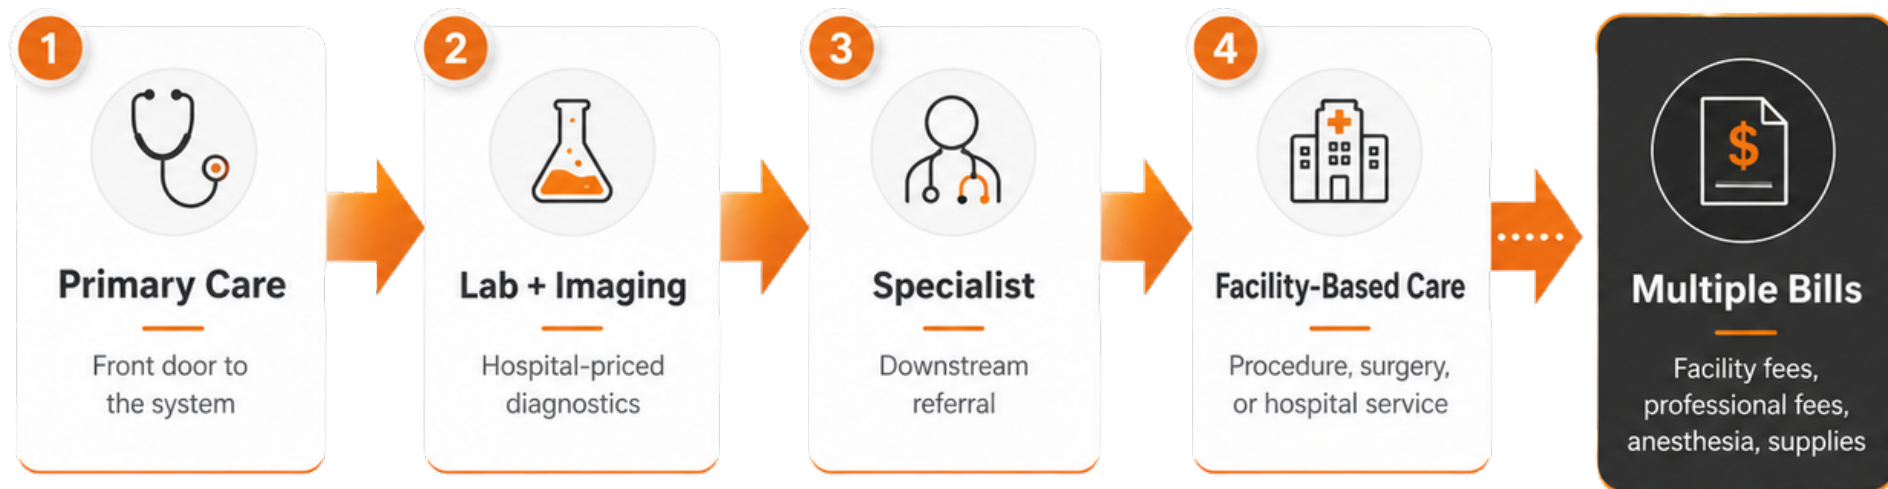 1
Primary Care
Front door to
the system
2
Lab + Imaging
Hospital-priced
diagnostics
3
Specialist
Downstream
referral
4
Facility-Based Care
Procedure, surgery,
or hospital service
$
Multiple Bills
Facility fees,
professional fees,
anesthesia, supplies